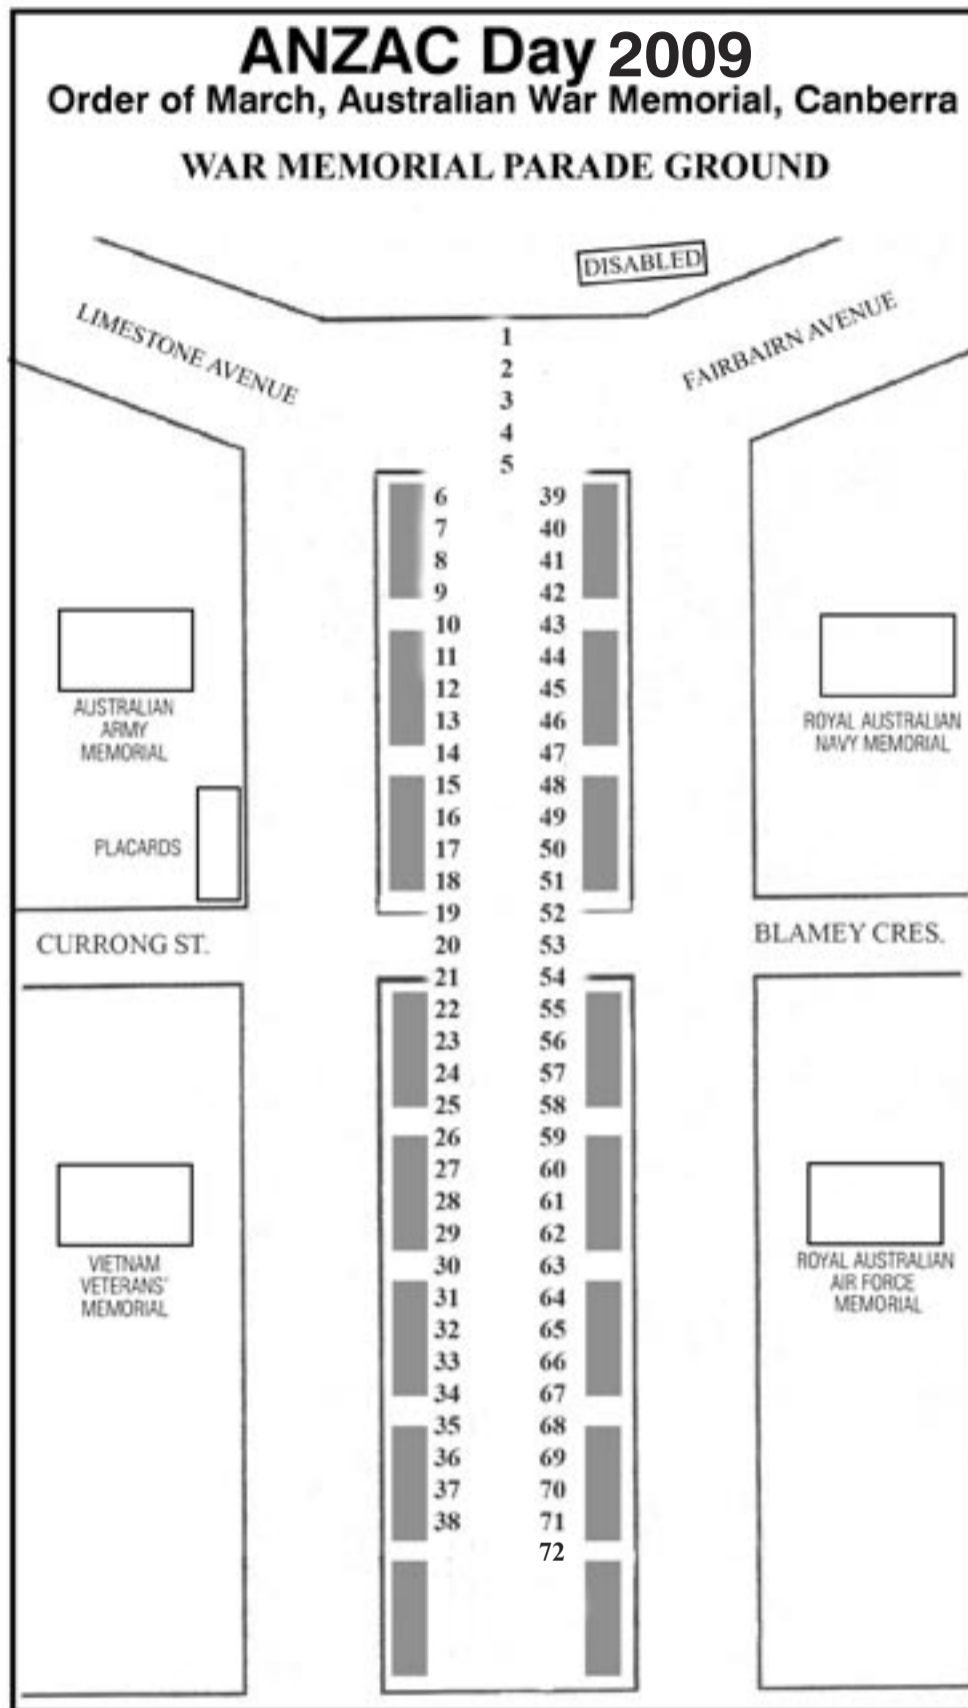 ANZAC Day 2009
Order of March, Australian War Memorial, Canberra
WAR MEMORIAL PARADE GROUND
DISABLED
LIMESTONE AVENUE
FAIRBAIRN AVENUE
1
2
3
4
5
6 39
7 40
8 41
9 42
10 43
11 44
12 45
13 46
14 47
15 48
16 49
17 50
18 51
19 52
20 53
21 54
22 55
23 56
24 57
25 58
26 59
27 60
28 61
29 62
30 63
31 64
32 65
33 66
34 67
35 68
36 69
37 70
38 71
72
AUSTRALIAN
ARMY
MEMORIAL
PLACARDS
CURRONG ST.
VIETNAM
VETERANS'
MEMORIAL
ROYAL AUSTRALIAN
NAVY MEMORIAL
BLAMEY CRES.
ROYAL AUSTRALIAN
AIR FORCE
MEMORIAL